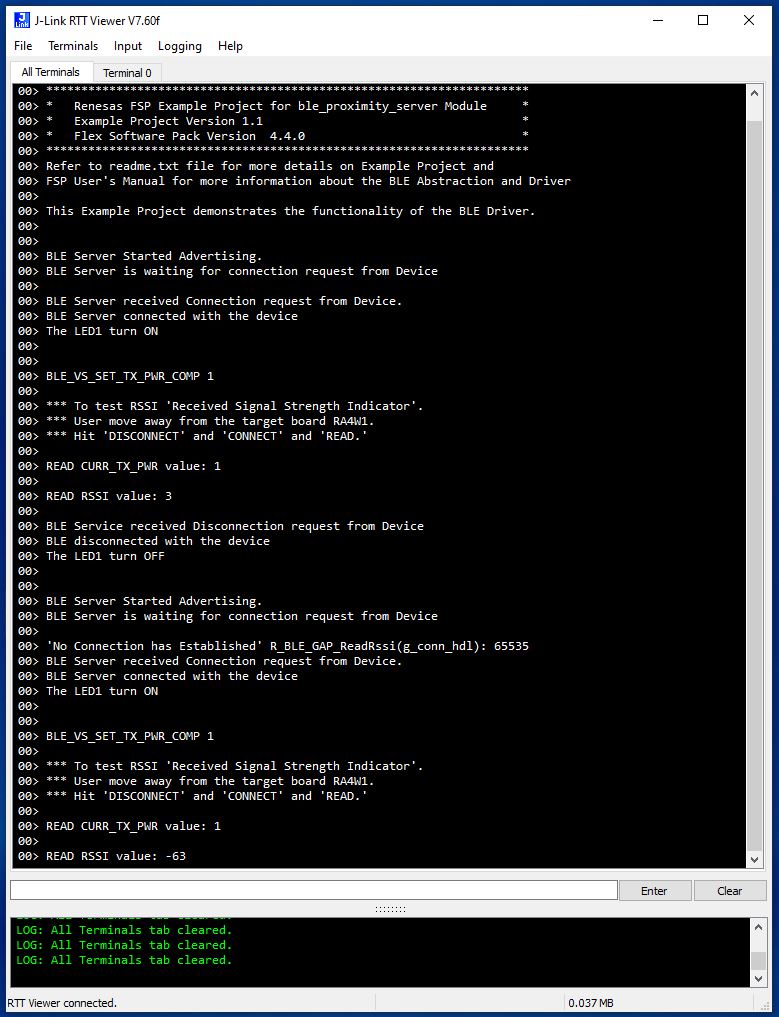 J-Link RTT Viewer V7.60f
File Terminals Input Logging Help
All Terminals Terminal 0
00> *********************************************************************
00> *   Renesas FSP Example Project for ble_proximity_server Module     *
00> *   Example Project Version 1.1                                     *
00> *   Flex Software Pack Version  4.4.0                               *
00> *********************************************************************
00> Refer to readme.txt file for more details on Example Project and
00> FSP User's Manual for more information about the BLE Abstraction and Driver
00>
00> This Example Project demonstrates the functionality of the BLE Driver.
00>
00>
00> BLE Server Started Advertising.
00> BLE Server is waiting for connection request from Device
00>
00> BLE Server received Connection request from Device.
00> BLE Server connected with the device
00> The LED1 turn ON
00>
00>
00> BLE_VS_SET_TX_PWR_COMP 1
00>
00> *** To test RSSI 'Received Signal Strength Indicator'.
00> *** User move away from the target board RA4W1.
00> *** Hit 'DISCONNECT' and 'CONNECT' and 'READ.'
00>
00> READ CURR_TX_PWR value: 1
00>
00> READ RSSI value: 3
00>
00> BLE Service received Disconnection request from Device
00> BLE disconnected with the device
00> The LED1 turn OFF
00>
00>
00> BLE Server Started Advertising.
00> BLE Server is waiting for connection request from Device
00>
00> 'No Connection has Established' R_BLE_GAP_ReadRssi(g_conn_hdl): 65535
00> BLE Server received Connection request from Device.
00> BLE Server connected with the device
00> The LED1 turn ON
00>
00>
00> BLE_VS_SET_TX_PWR_COMP 1
00>
00> *** To test RSSI 'Received Signal Strength Indicator'.
00> *** User move away from the target board RA4W1.
00> *** Hit 'DISCONNECT' and 'CONNECT' and 'READ.'
00>
00> READ CURR_TX_PWR value: 1
00>
00> READ RSSI value: -63
Enter Clear
LOG: All Terminals tab cleared.
LOG: All Terminals tab cleared.
LOG: All Terminals tab cleared.
LOG: All Terminals tab cleared.
RTT Viewer connected. 0.037 MB